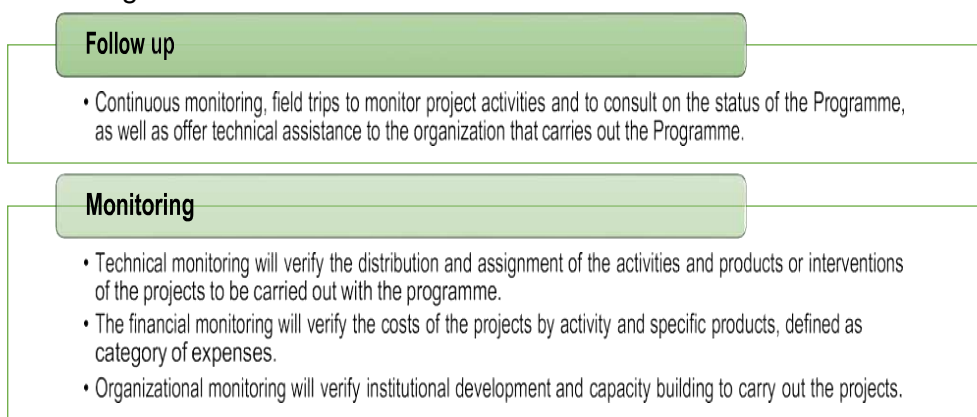 Follow up
• Continuous monitoring, field trips to monitor project activities and to consult on the status of the Programme,
as well as offer technical assistance to the organization that carries out the Programme.
Monitoring
• Technical monitoring will verify the distribution and assignment of the activities and products or interventions
of the projects to be carried out with the programme.
• The financial monitoring will verify the costs of the projects by activity and specific products, defined as
category of expenses.
• Organizational monitoring will verify institutional development and capacity building to carry out the projects.